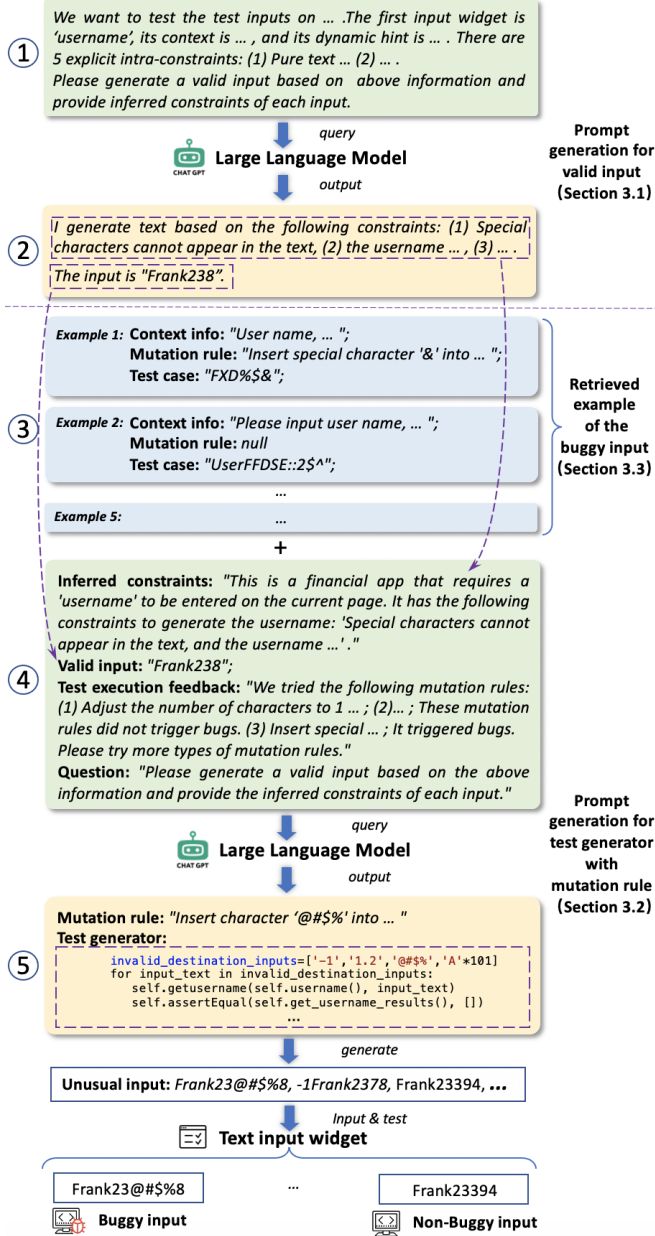 ①
We want to test the test inputs on … .The first input widget is
‘username’, its context is … , and its dynamic hint is … . There are
5 explicit intra-constraints: (1) Pure text … (2) … .
Please generate a valid input based on above information and
provide inferred constraints of each input.
query
CHAT GPT
Large Language Model
output
Prompt
generation for
valid input
(Section 3.1)
②
I generate text based on the following constraints: (1) Special
characters cannot appear in the text, (2) the username … , (3) … .
The input is "Frank238”.
③
Example 1: Context info: "User name, … ";
Mutation rule: "Insert special character '&' into … ";
Test case: "FXD%$&";
Example 2: Context info: "Please input user name, … ";
Mutation rule: null
Test case: "UserFFDSE::2$^";
…
Example 5: …
Retrieved
example
of the
buggy input
(Section 3.3)
+
④
Inferred constraints: "This is a financial app that requires a
'username' to be entered on the current page. It has the following
constraints to generate the username: 'Special characters cannot
appear in the text, and the username …' ."
Valid input: "Frank238";
Test execution feedback: "We tried the following mutation rules:
(1) Adjust the number of characters to 1 … ; (2)… ; These mutation
rules did not trigger bugs. (3) Insert special … ; It triggered bugs.
Please try more types of mutation rules."
Question: "Please generate a valid input based on the above
information and provide the inferred constraints of each input."
query
CHAT GPT
Large Language Model
output
Prompt
generation for
test generator
with
mutation rule
(Section 3.2)
⑤
Mutation rule: "Insert character ‘@#$%' into … "
Test generator:
invalid_destination_inputs=['-1','1.2','@#$%','A'*101]
for input_text in invalid_destination_inputs:
self.getusername(self.username(), input_text)
self.assertEqual(self.get_username_results(), [])
…
generate
Unusual input: Frank23@#$%8, -1Frank2378, Frank23394, …
Input & test
Text input widget
Frank23@#$%8
…
Frank23394
Buggy input
Non-Buggy input